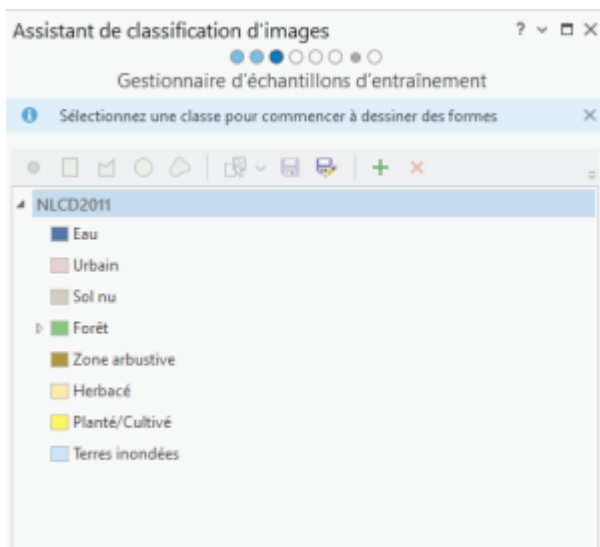 Assistant de classification d'images
Gestionnaire d'échantillons d'entraînement
Sélectionnez une classe pour commencer à dessiner des formes
NLCD2011
Eau
Urbain
Sol nu
Forêt
Zone arbustive
Herbacé
Planté/Cultivé
Terres inondées